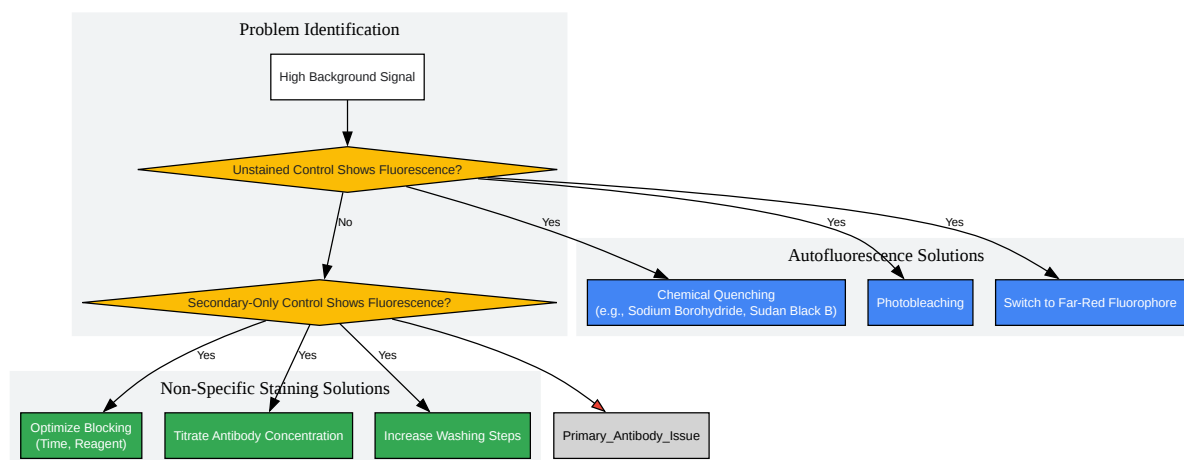 Problem Identification
High Background Signal
Unstained Control Shows Fluorescence?
No
Yes
Yes
Yes
Autofluorescence Solutions
Chemical Quenching
(e.g., Sodium Borohydride, Sudan Black B)
Photobleaching
Switch to Far-Red Fluorophore
Secondary-Only Control Shows Fluorescence?
Yes
Yes
Yes
Non-Specific Staining Solutions
Optimize Blocking
(Time, Reagent)
Titrate Antibody Concentration
Increase Washing Steps
Primary_Antibody_Issue